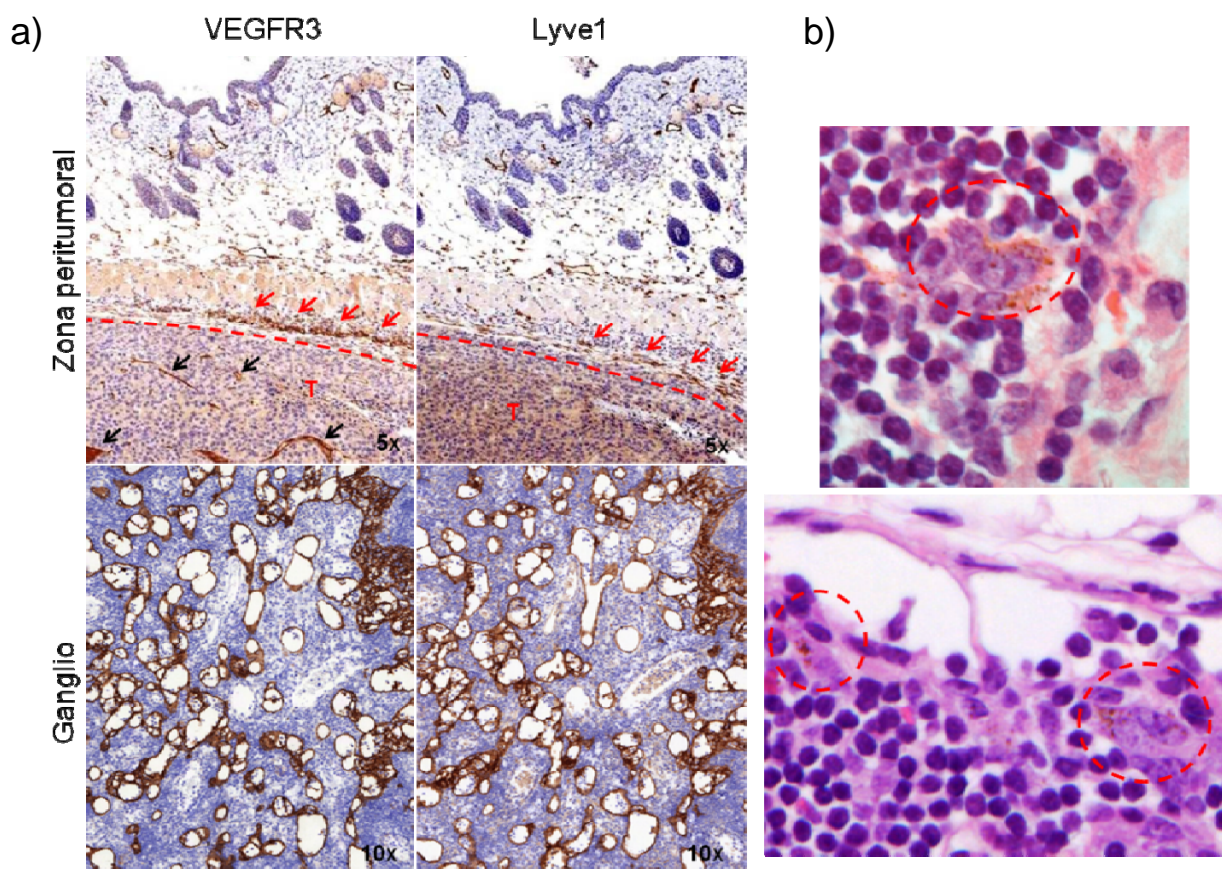 a)
VEGFR3
Lyve1
b)
Zona peritumoral
T
5x
T
5x
Ganglio
10x
10x